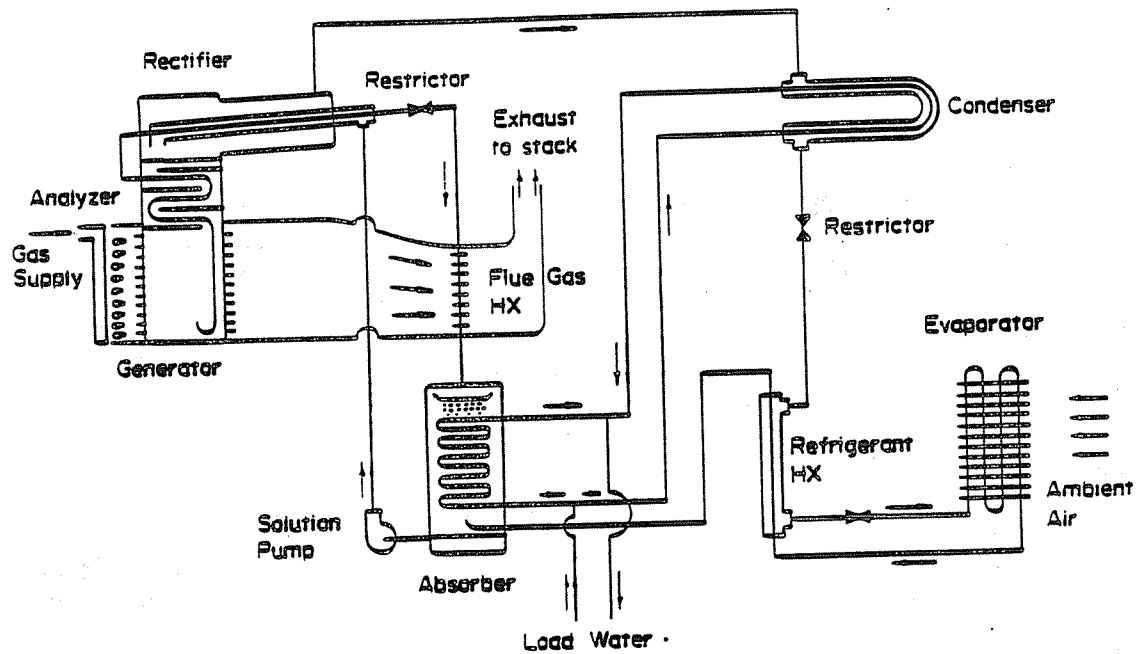 Rectifier
Restrictor
Exhaust
to stack
Condenser
Analyzer
Gas
Supply
Restrictor
Flue Gas
HX
Evaporator
Generator
Refrigerant
HX
Ambient
Air
Solution
Pump
Absorber
Load Water